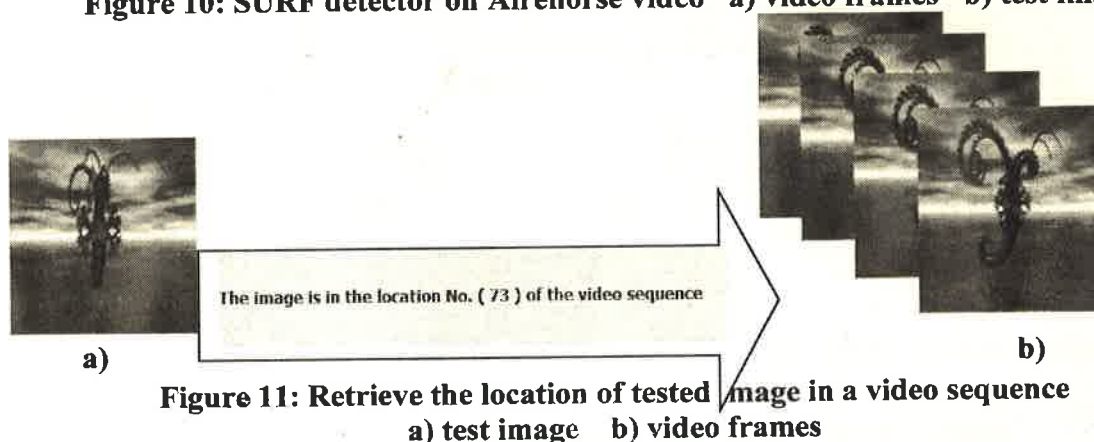 Figure 10: SURF detector on Airehorse video a) video frames b) test
The image is in the location No. ( 73 ) of the video sequence
a)
b)
Figure 11: Retrieve the location of tested image in a video sequence
a) test image b) video frames